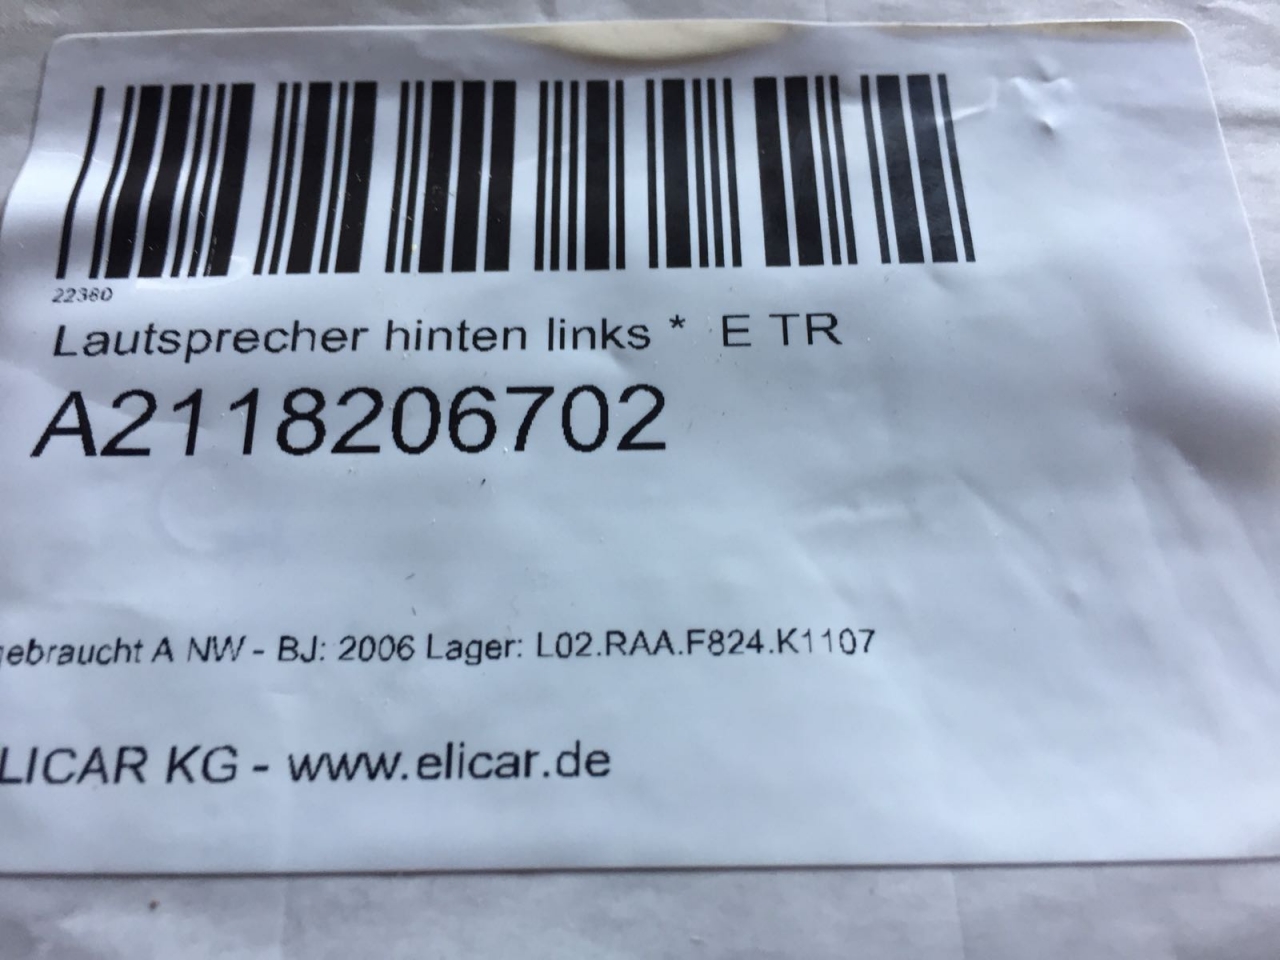 22360
Lautsprecher hinten links * E TR
A2118206702
gebraucht A NW - BJ: 2006 Lager: L02.RAA.F824.K1107
LICAR KG - www.elicar.de